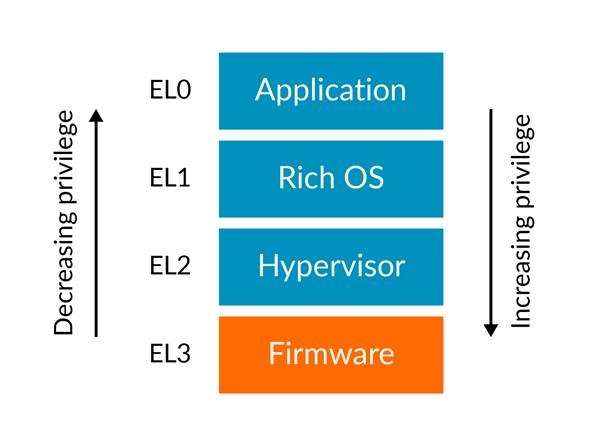 EL0
Application
EL1
Rich OS
EL2
Hypervisor
EL3
Firmware
Decreasing privilege
Increasing privilege